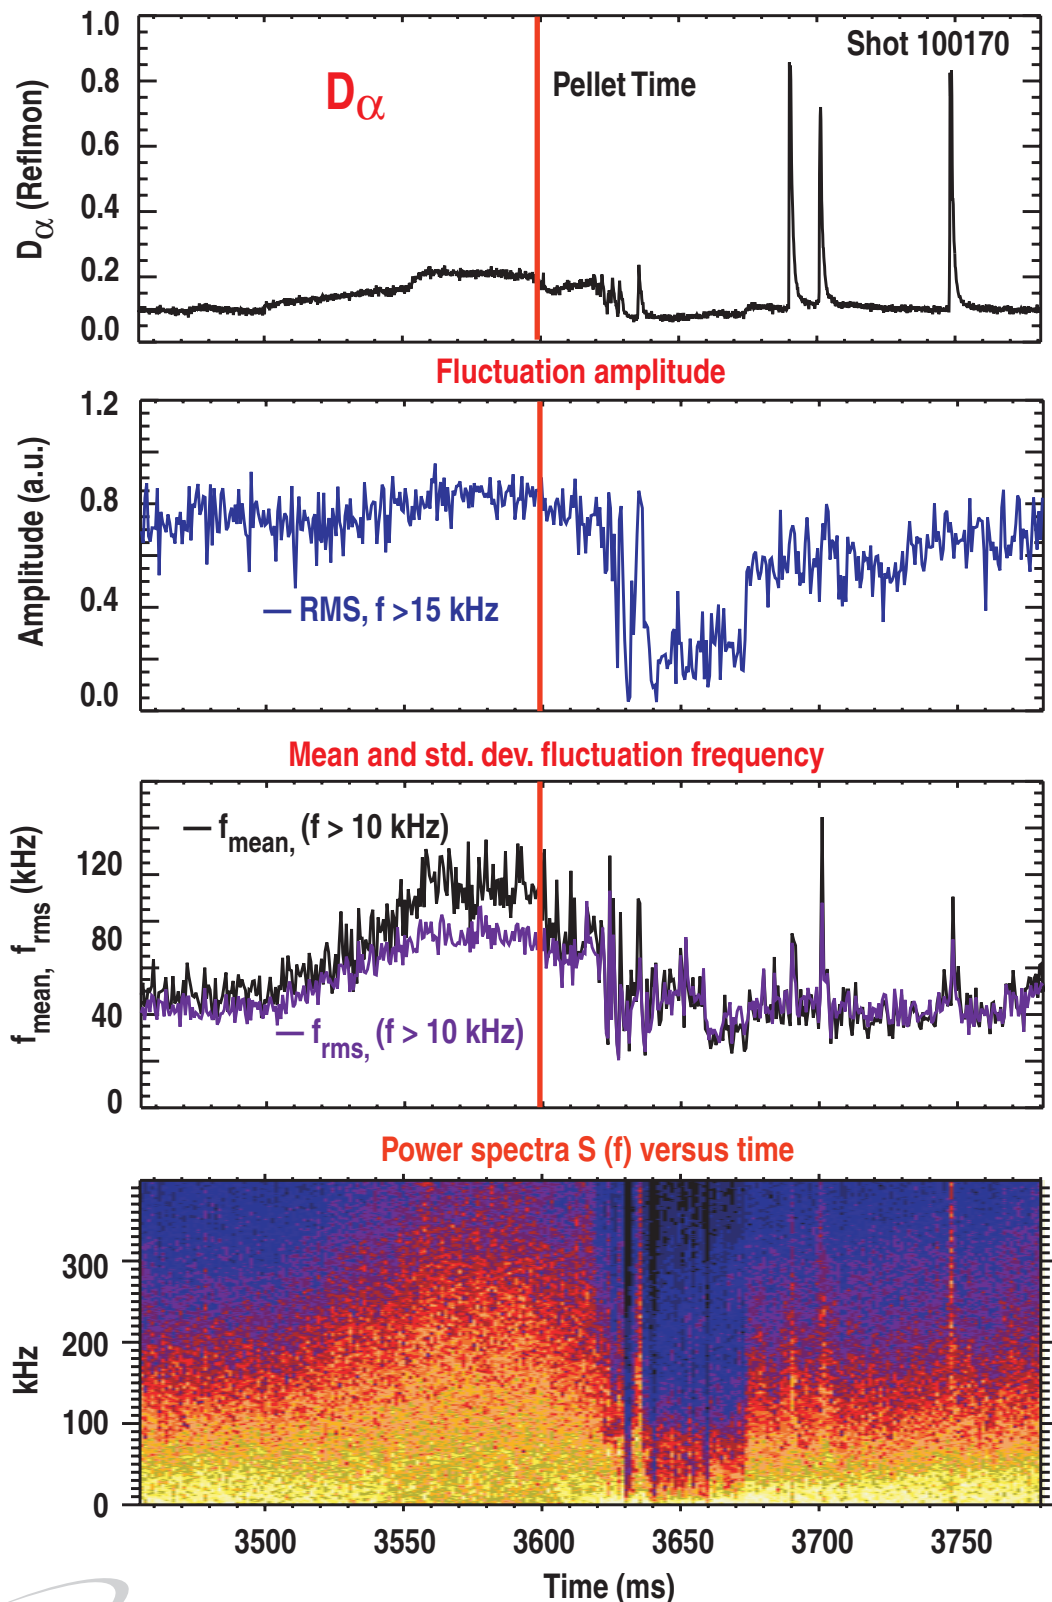 Shot 100170
Dα
Pellet Time
Dα (Reflmon)
1.0
0.8
0.6
0.4
0.2
0.0
Fluctuation amplitude
Amplitude (a.u.)
1.2
0.8
0.4
0.0
— RMS, f >15 kHz
Mean and std. dev. fluctuation frequency
fmean, frms (kHz)
120
80
40
0
— fmean, (f > 10 kHz)
— frms, (f > 10 kHz)
Power spectra S (f) versus time
kHz
300
200
100
0
3500 3550 3600 3650 3700 3750
Time (ms)